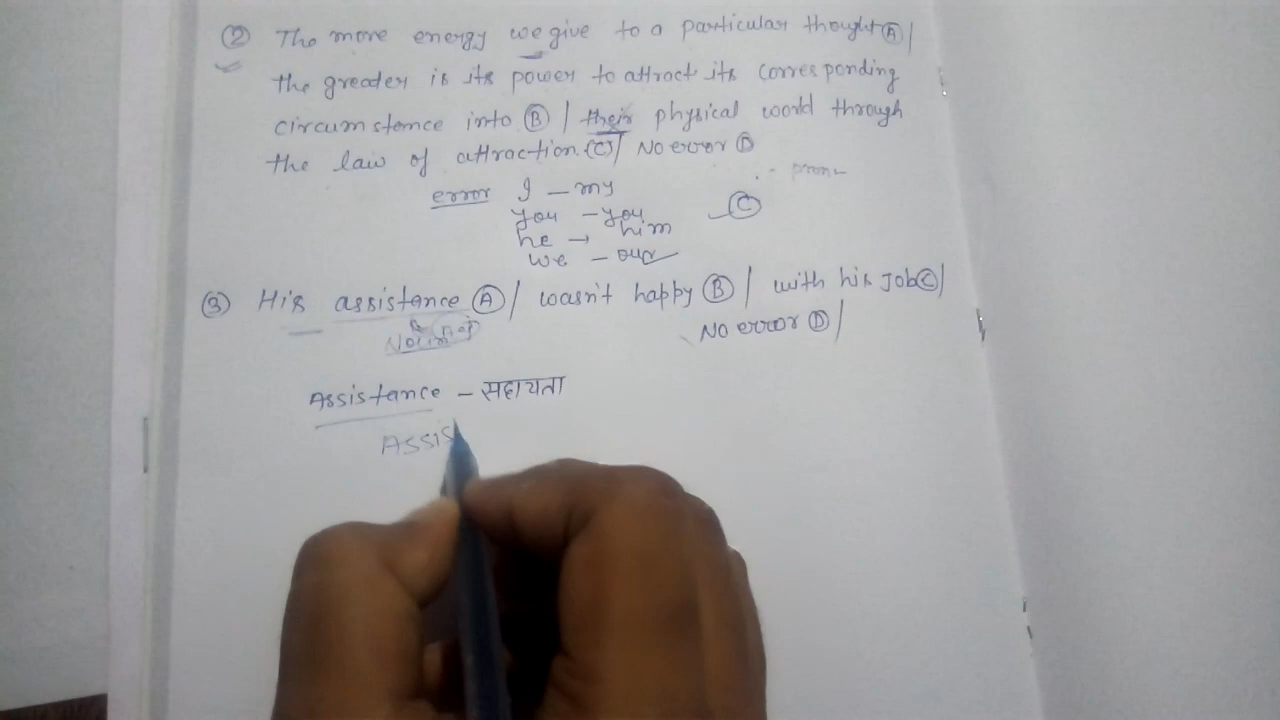 ② The more energy we give to a particular thought Ⓐ /
the greater is its power to attract its corresponding
circumstance into Ⓑ / their physical world through
the law of attraction. (C) / No error Ⓓ
error I – my
Ⓒ
you – you
he → him
we – our
③ His assistance Ⓐ / wasn't happy Ⓑ / with his Job Ⓒ /
Noun
No error Ⓓ /
Assistance – सहायता
ASSIS